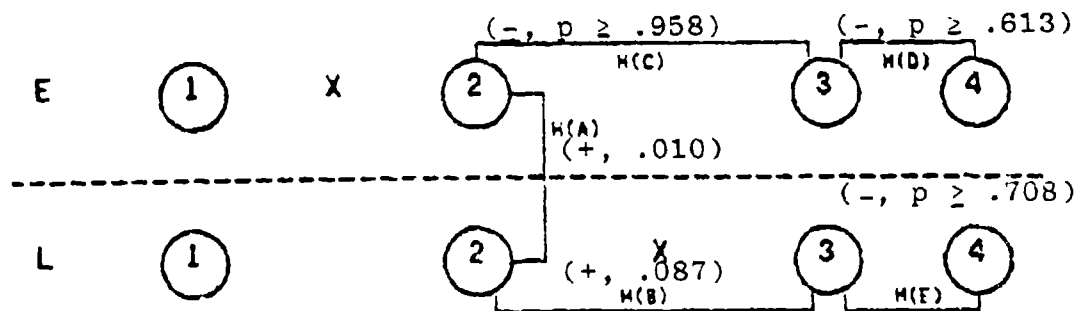 (-, p ≥ .958) (-, p ≥ .613)
H(C) H(D)
E 1 X 2 3 4
H(A)
(+, .010)
(-, p ≥ .708)
L 1 2 X 3 4
(+, .087)
H(B) H(E)